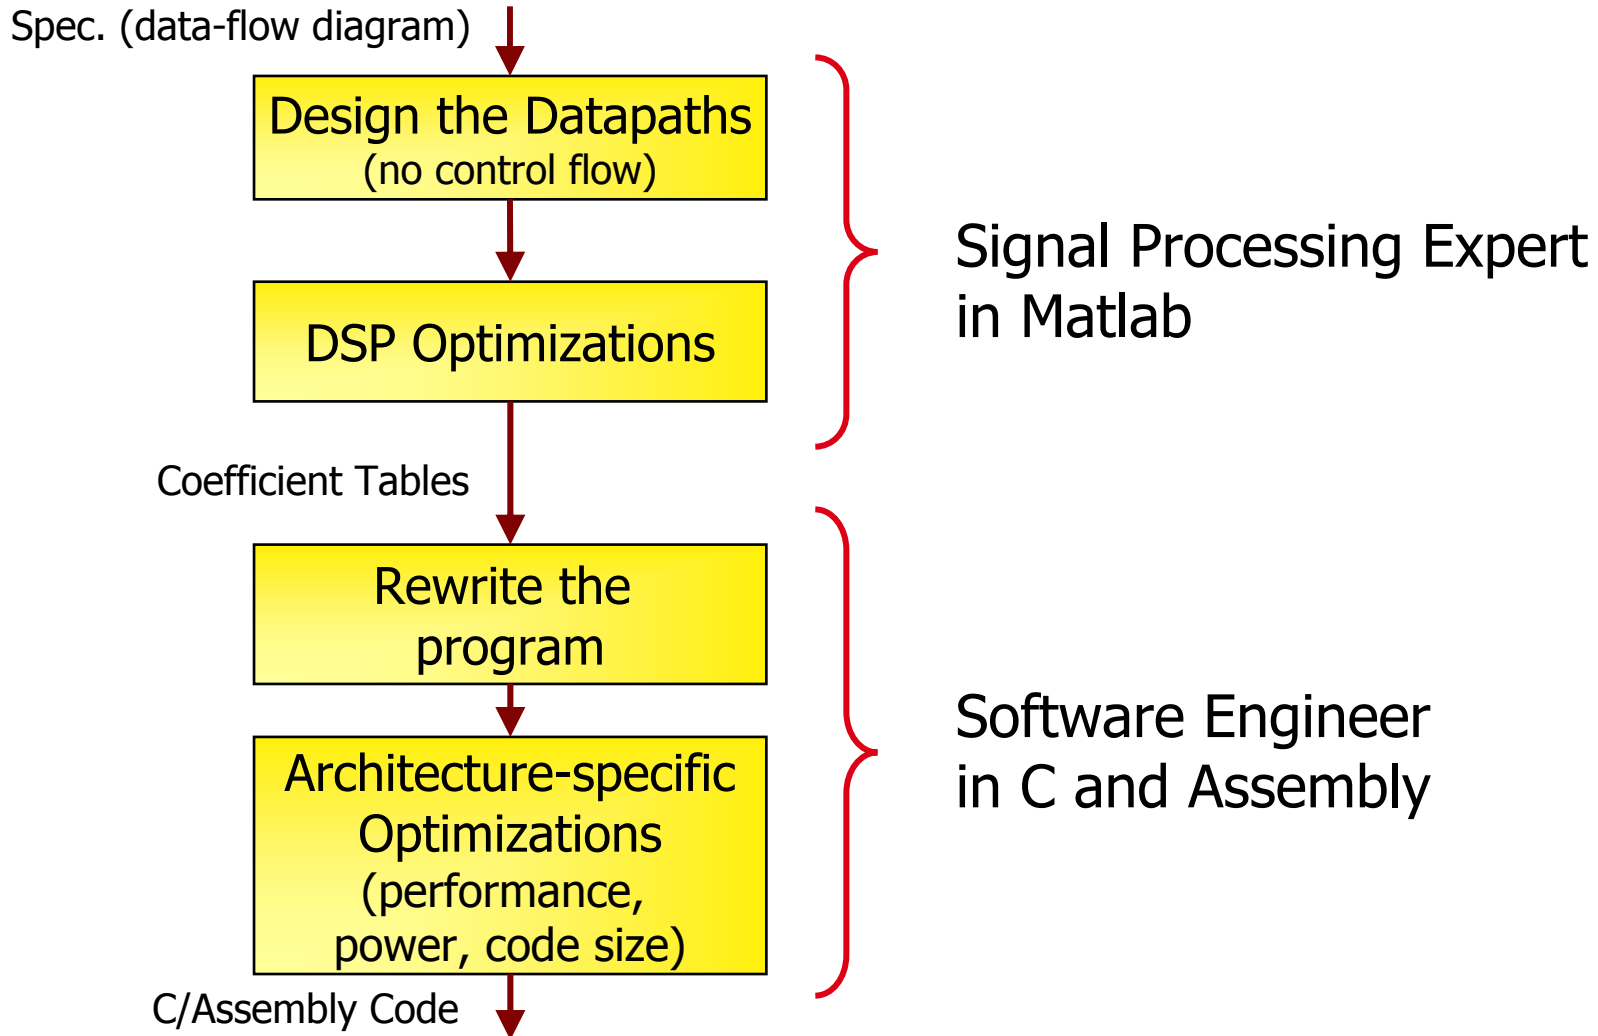 Spec. (data-flow diagram)
Design the Datapaths
(no control flow)
DSP Optimizations
Signal Processing Expert
in Matlab
Coefficient Tables
Rewrite the
program
Architecture-specific
Optimizations
(performance,
power, code size)
Software Engineer
in C and Assembly
C/Assembly Code